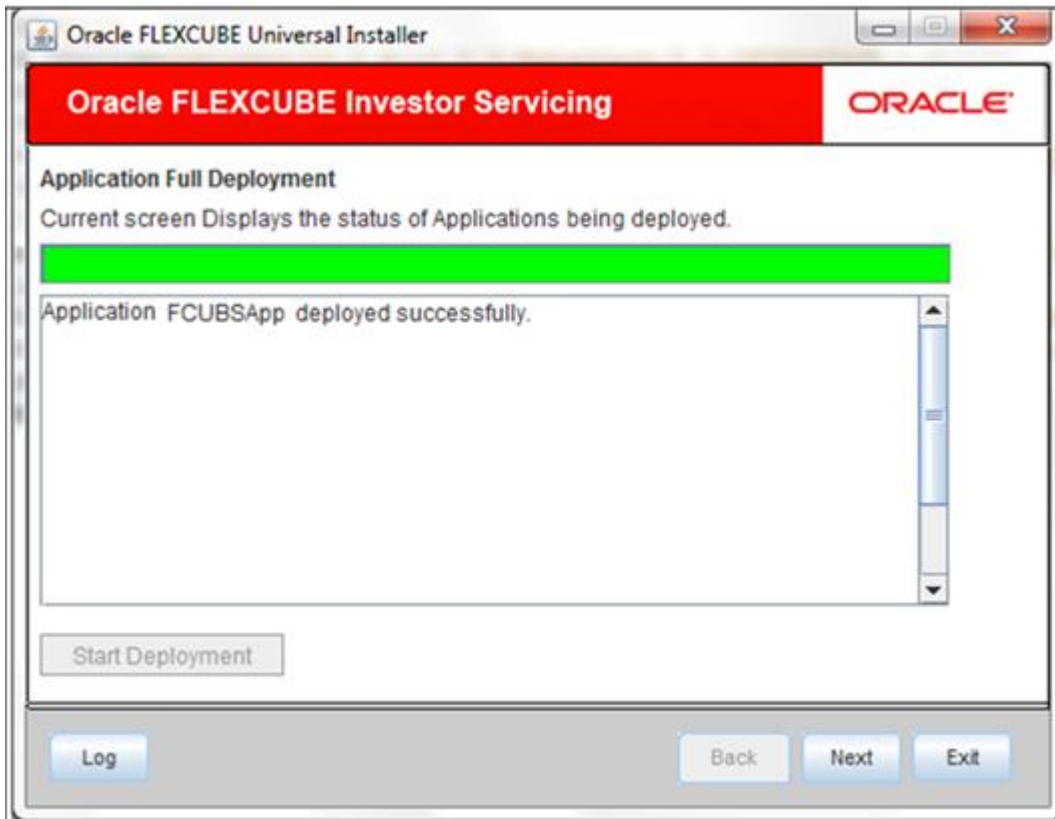 Oracle FLEXCUBE Universal Installer
Oracle FLEXCUBE Investor Servicing
ORACLE
Application Full Deployment
Current screen Displays the status of Applications being deployed.
Application FCUBSApp deployed successfully.
Start Deployment
Log
Back
Next
Exit